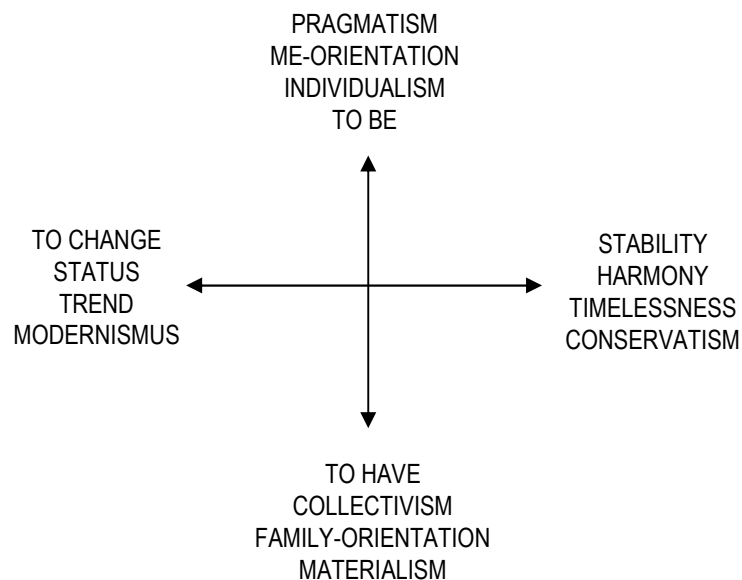 PRAGMATISM
ME-ORIENTATION
INDIVIDUALISM
TO BE
TO CHANGE
STATUS
TREND
MODERNISMUS
STABILITY
HARMONY
TIMELESSNESS
CONSERVATISM
TO HAVE
COLLECTIVISM
FAMILY-ORIENTATION
MATERIALISM